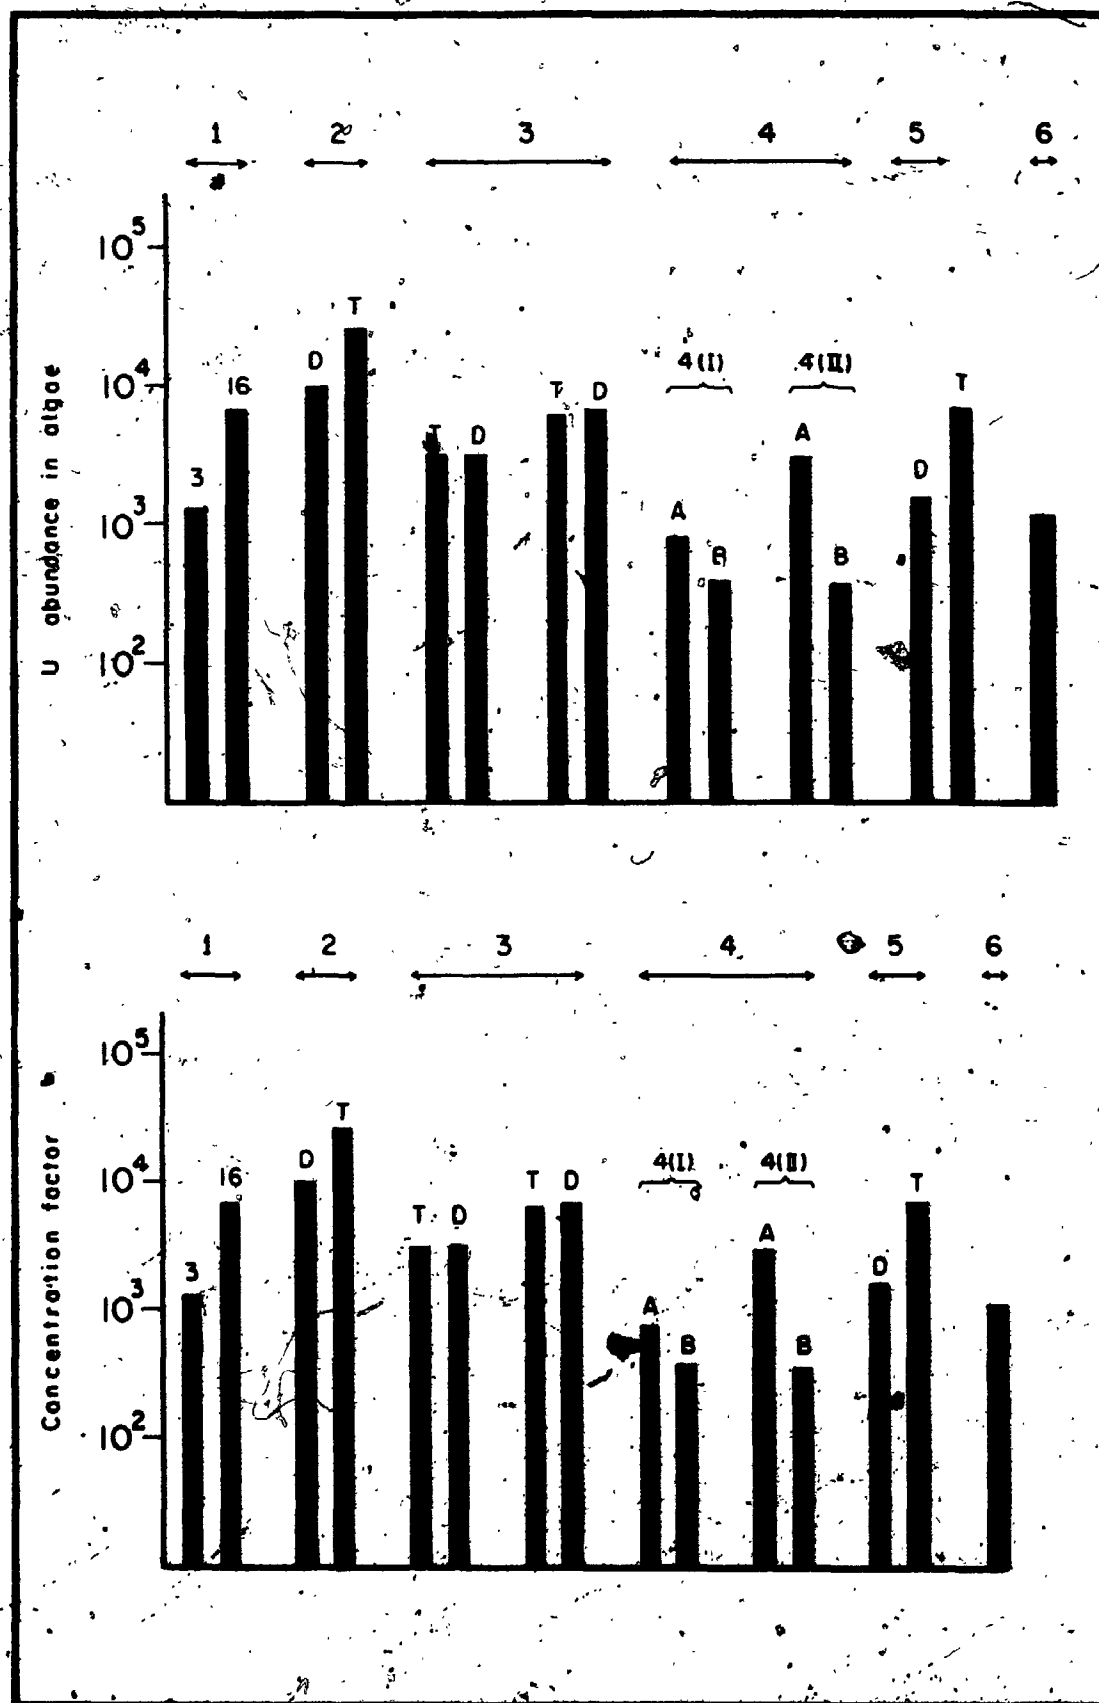 1 2 3 4 5 6
10^5
10^4
10^3
10^2
U abundance in algae
3 16 D T T D T D 4(I) A B 4(II) A B D T
1 2 3 4 5 6
10^5
10^4
10^3
10^2
Concentration factor
3 16 D T T D T D 4(I) A B 4(II) A B D T